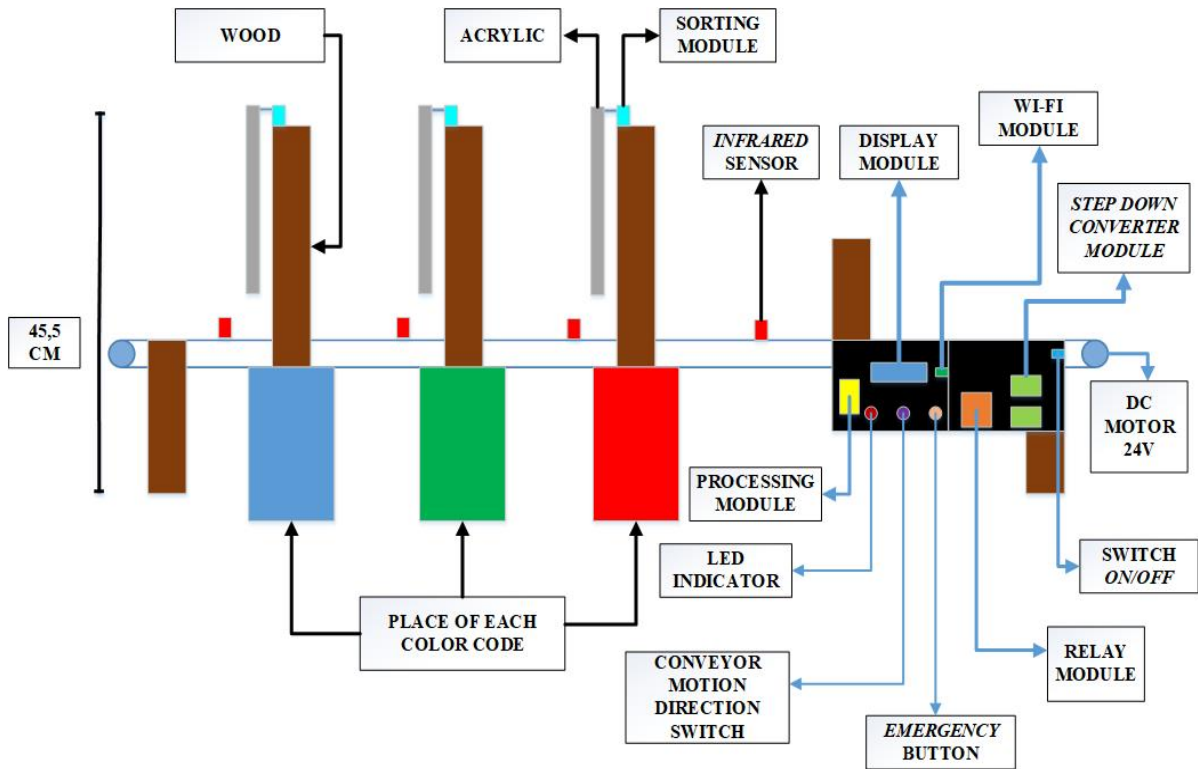 WOOD
ACRYLIC
SORTING
MODULE
INFRARED
SENSOR
DISPLAY
MODULE
WI-FI
MODULE
STEP DOWN
CONVERTER
MODULE
45,5
CM
DC
MOTOR
24V
PROCESSING
MODULE
LED
INDICATOR
SWITCH
ON/OFF
PLACE OF EACH
COLOR CODE
CONVEYOR
MOTION
DIRECTION
SWITCH
RELAY
MODULE
EMERGENCY
BUTTON